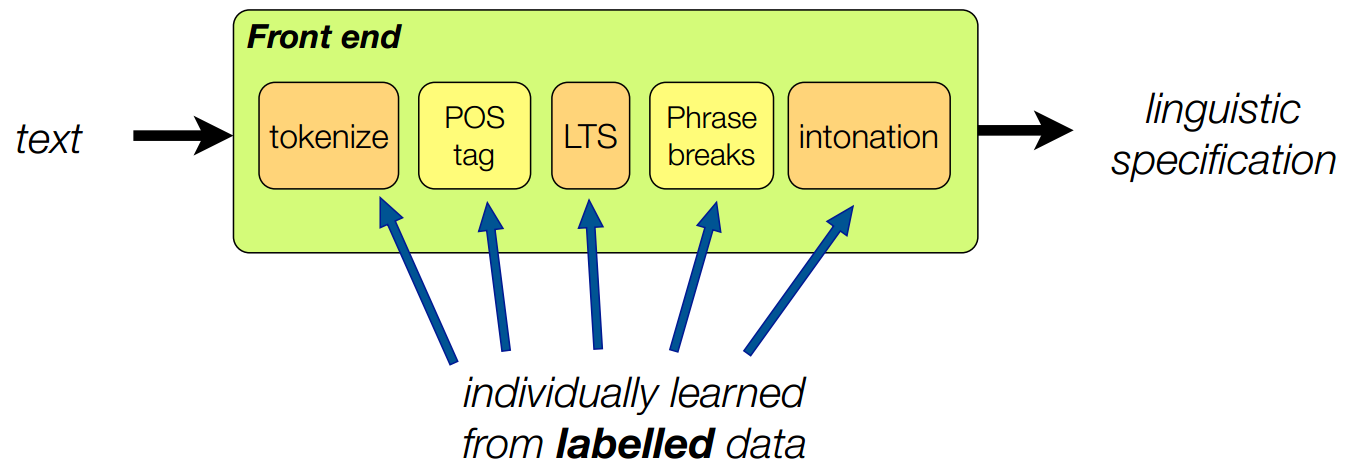 Front end
text
tokenize
POS
tag
LTS
Phrase
breaks
intonation
linguistic
specification
individually learned
from labelled data